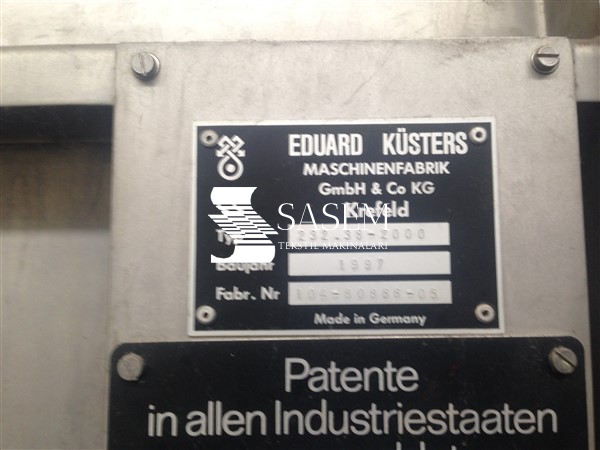 EDUARD KÜSTERS
MASCHINENFABRIK
GmbH & Co KG
Krefeld
SASEM
TEKSTİL MAKİNALARI
Baujahr 1997
Fabr. Nr
Made in Germany
Patente
in allen Industriestaaten